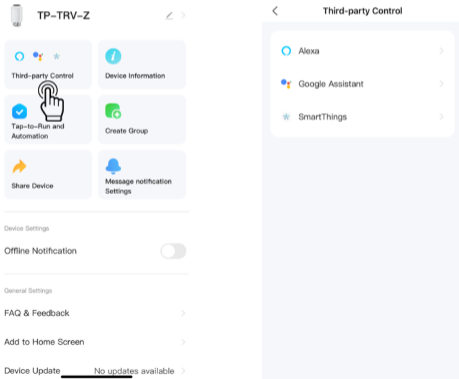 TP-TRV-Z
Third-party Control
Device Information
Tap-to-Run and
Automation
Create Group
Share Device
Message notification
Settings
Device Settings
Offline Notification
General Settings
FAQ & Feedback
Add to Home Screen
Device Update No updates available
Third-party Control
Alexa
Google Assistant
SmartThings